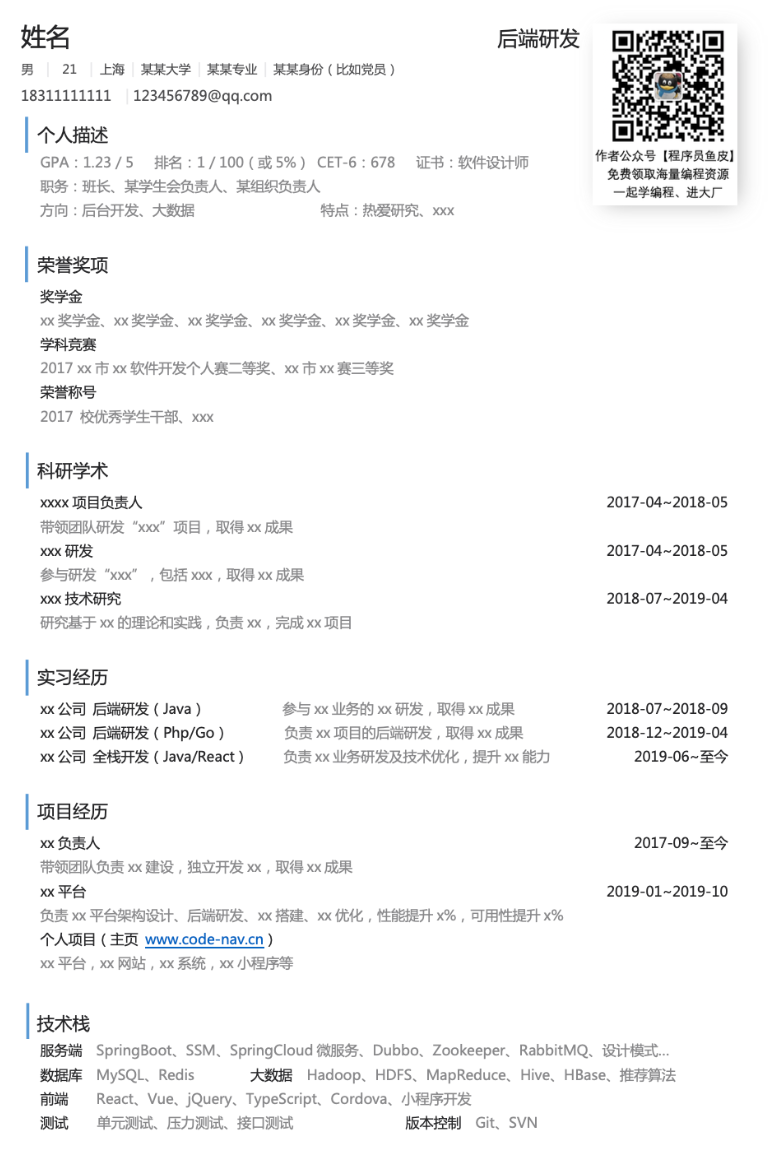 姓名
后端研发
男 | 21 | 上海 | 某某大学 | 某某专业 | 某某身份（比如党员）
18311111111 | 123456789@qq.com
作者公众号【程序员鱼皮】
免费领取海量编程资源
一起学编程、进大厂
个人描述
GPA：1.23 / 5 排名：1 / 100（或 5%） CET-6：678 证书：软件设计师
职务：班长、某学生会负责人、某组织负责人
方向：后台开发、大数据 特点：热爱研究、xxx
荣誉奖项
奖学金
xx 奖学金、xx 奖学金、xx 奖学金、xx 奖学金、xx 奖学金、xx 奖学金
学科竞赛
2017 xx 市 xx 软件开发个人赛二等奖、xx 市 xx 赛三等奖
荣誉称号
2017 校优秀学生干部、xxx
科研学术
xxxx 项目负责人 2017-04~2018-05
带领团队研发“xxx”项目，取得 xx 成果
xxx 研发 2017-04~2018-05
参与研发“xxx”，包括 xxx，取得 xx 成果
xxx 技术研究 2018-07~2019-04
研究基于 xx 的理论和实践，负责 xx，完成 xx 项目
实习经历
xx 公司 后端研发（Java） 参与 xx 业务的 xx 研发，取得 xx 成果 2018-07~2018-09
xx 公司 后端研发（Php/Go） 负责 xx 项目的后端研发，取得 xx 成果 2018-12~2019-04
xx 公司 全栈开发（Java/React） 负责 xx 业务研发及技术优化，提升 xx 能力 2019-06~至今
项目经历
xx 负责人 2017-09~至今
带领团队负责 xx 建设，独立开发 xx，取得 xx 成果
xx 平台 2019-01~2019-10
负责 xx 平台架构设计、后端研发、xx 搭建、xx 优化，性能提升 x%，可用性提升 x%
个人项目（主页 www.code-nav.cn）
xx 平台，xx 网站，xx 系统，xx 小程序等
技术栈
服务端 SpringBoot、SSM、SpringCloud 微服务、Dubbo、Zookeeper、RabbitMQ、设计模式...
数据库 MySQL、Redis 大数据 Hadoop、HDFS、MapReduce、Hive、HBase、推荐算法
前端 React、Vue、jQuery、TypeScript、Cordova、小程序开发
测试 单元测试、压力测试、接口测试 版本控制 Git、SVN